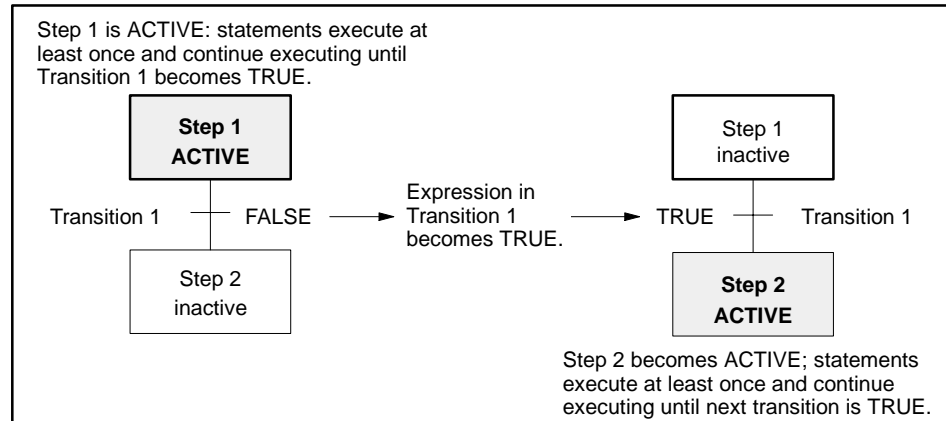 Step 1 is ACTIVE: statements execute at
least once and continue executing until
Transition 1 becomes TRUE.
Step 1
ACTIVE
Transition 1
FALSE
Step 2
inactive
Expression in
Transition 1
becomes TRUE.
Step 1
inactive
TRUE
Transition 1
Step 2
ACTIVE
Step 2 becomes ACTIVE; statements
execute at least once and continue
executing until next transition is TRUE.